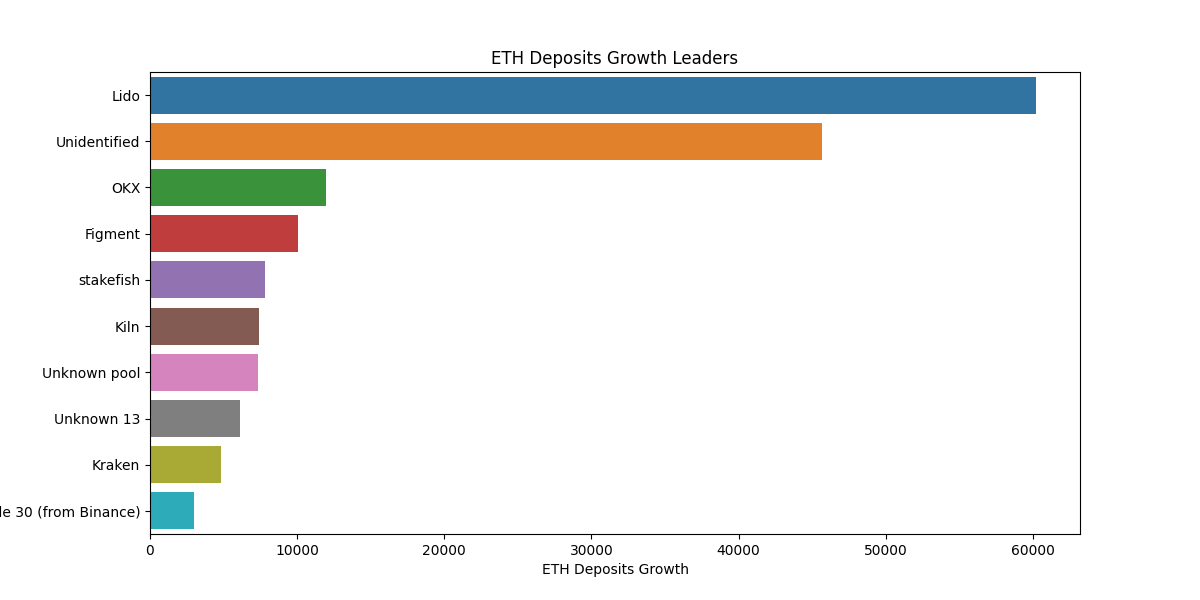 ETH Deposits Growth Leaders
Lido
Unidentified
OKX
Figment
stakefish
Kiln
Unknown pool
Unknown 13
Kraken
30 (from Binance)
0 10000 20000 30000 40000 50000 60000
ETH Deposits Growth